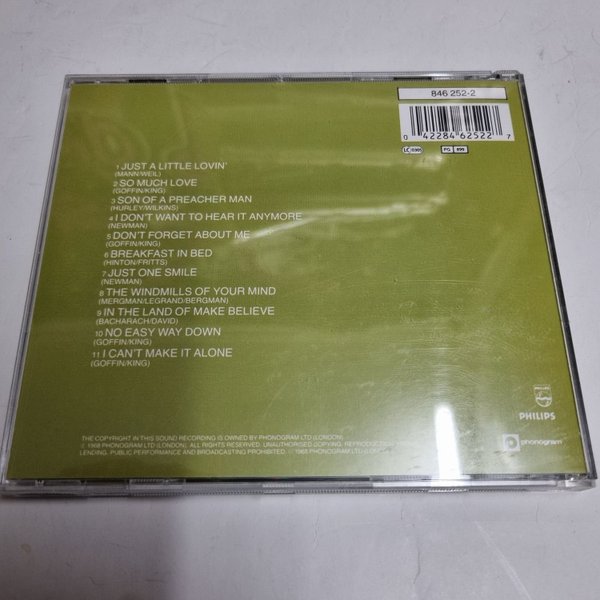 846 252-2
0 42284 62522 7
LC 0305 PG 899
1 JUST A LITTLE LOVIN'
(MANN/WEIL)
2 SO MUCH LOVE
(GOFFIN/KING)
3 SON OF A PREACHER MAN
(HURLEY/WILKINS)
4 I DON'T WANT TO HEAR IT ANYMORE
(NEWMAN)
5 DON'T FORGET ABOUT ME
(GOFFIN/KING)
6 BREAKFAST IN BED
(HINTON/FRITTS)
7 JUST ONE SMILE
(NEWMAN)
8 THE WINDMILLS OF YOUR MIND
(MERGMAN/LEGRAND/BERGMAN)
9 IN THE LAND OF MAKE BELIEVE
(BACHARACH/DAVID)
10 NO EASY WAY DOWN
(GOFFIN/KING)
11 I CAN'T MAKE IT ALONE
(GOFFIN/KING)
PHILIPS
PHILIPS
phonogram
THE COPYRIGHT IN THIS SOUND RECORDING IS OWNED BY PHONOGRAM LTD (LONDON)
℗ 1968 PHONOGRAM LTD (LONDON). ALL RIGHTS RESERVED. UNAUTHORISED COPYING, REPRODUCTION,
LENDING, PUBLIC PERFORMANCE AND BROADCASTING PROHIBITED. © 1968 PHONOGRAM LTD (LONDON)